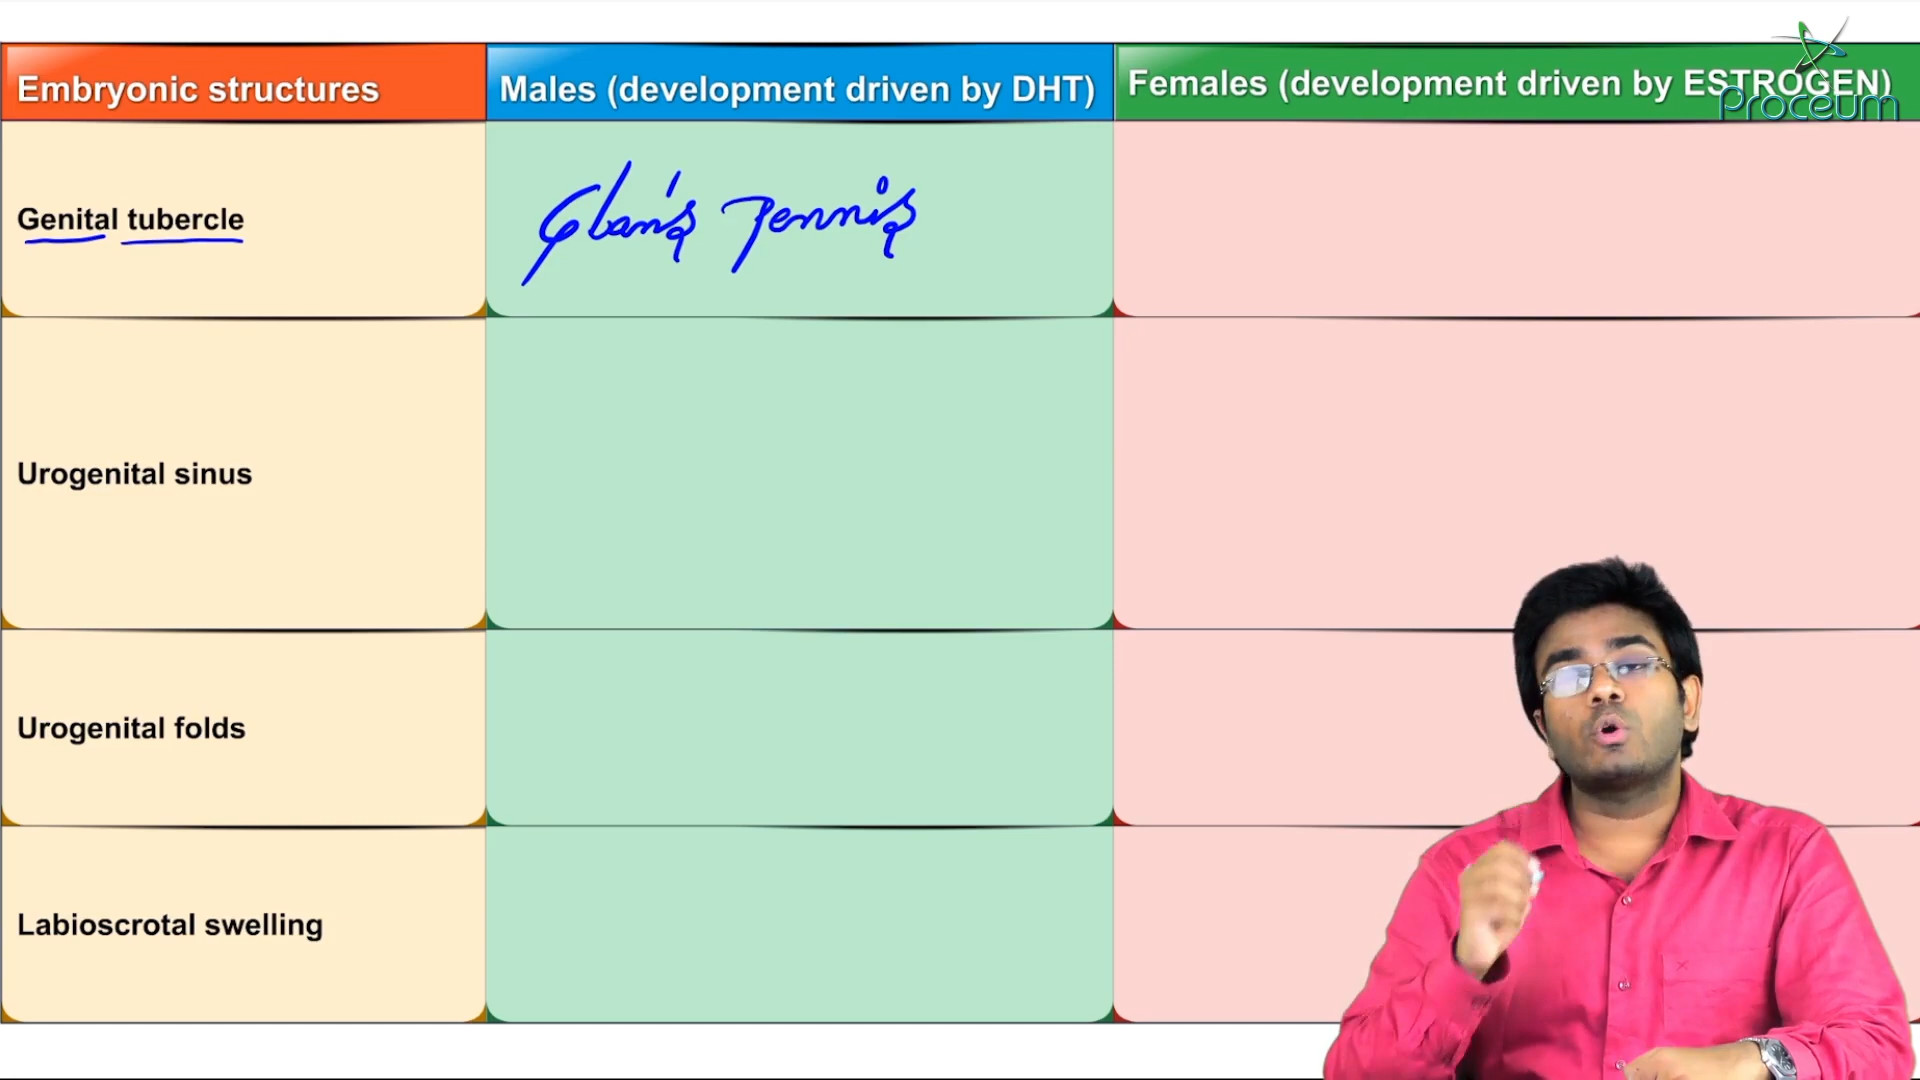 Embryonic structures
Males (development driven by DHT)
Females (development driven by ESTROGEN)
Proceum
Genital tubercle
Glans Pennis
Urogenital sinus
Urogenital folds
Labioscrotal swelling